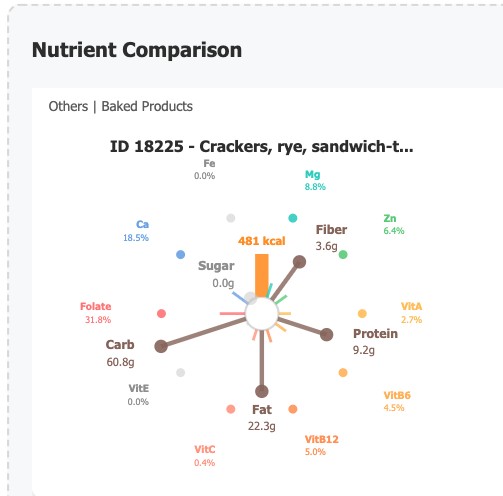 Nutrient Comparison
Others | Baked Products
ID 18225 - Crackers, rye, sandwich-t...
Fe
0.0%
Mg
8.8%
Ca
18.5%
Zn
6.4%
Fiber
3.6g
481 kcal
Sugar
0.0g
Folate
31.8%
VitA
2.7%
Carb
60.8g
Protein
9.2g
VitE
0.0%
VitB6
4.5%
Fat
22.3g
VitC
0.4%
VitB12
5.0%